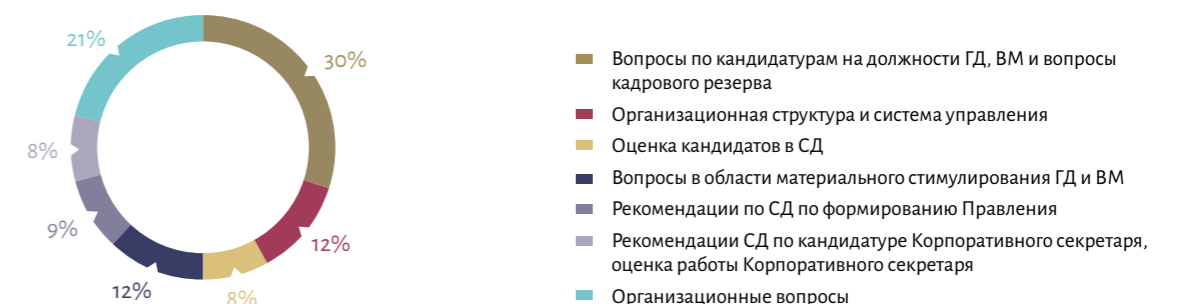 21%
30%
8%
9%
12%
12%
8%
Вопросы по кандидатурам на должности ГД, ВМ и вопросы
кадрового резерва
Организационная структура и система управления
Оценка кандидатов в СД
Вопросы в области материального стимулирования ГД и ВМ
Рекомендации по СД по формированию Правления
Рекомендации СД по кандидатуре Корпоративного секретаря,
оценка работы Корпоративного секретаря
Организационные вопросы